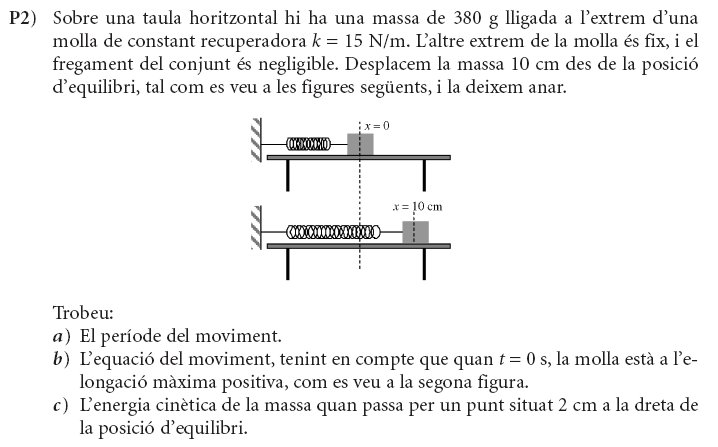 P2) Sobre una taula horitzontal hi ha una massa de 380 g lligada a l'extrem d'una
molla de constant recuperadora k = 15 N/m. L'altre extrem de la molla és fix, i el
fregament del conjunt és negligible. Desplacem la massa 10 cm des de la posició
d'equilibri, tal com es veu a les figures següents, i la deixem anar.
x = 0
x = 10 cm
Trobeu:
a) El període del moviment.
b) L'equació del moviment, tenint en compte que quan t = 0 s, la molla està a l'e-
longació màxima positiva, com es veu a la segona figura.
c) L'energia cinètica de la massa quan passa per un punt situat 2 cm a la dreta de
la posició d'equilibri.